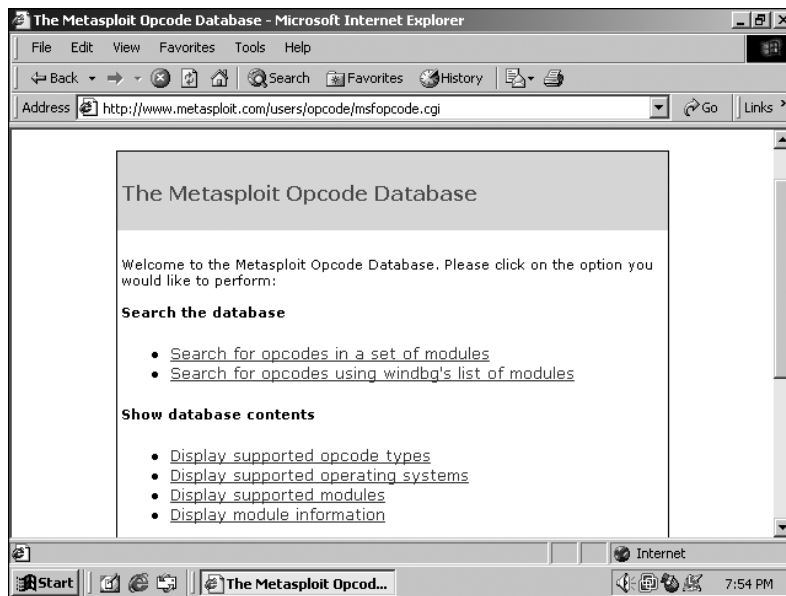 The Metasploit Opcode Database - Microsoft Internet Explorer
File Edit View Favorites Tools Help
Back Search Favorites History
Address http://www.metasploit.com/users/opcode/msfopcode.cgi Go Links »
The Metasploit Opcode Database
Welcome to the Metasploit Opcode Database. Please click on the option you
would like to perform:
Search the database
• Search for opcodes in a set of modules
• Search for opcodes using windbg's list of modules
Show database contents
• Display supported opcode types
• Display supported operating systems
• Display supported modules
• Display module information
Internet
Start The Metasploit Opcod... 7:54 PM